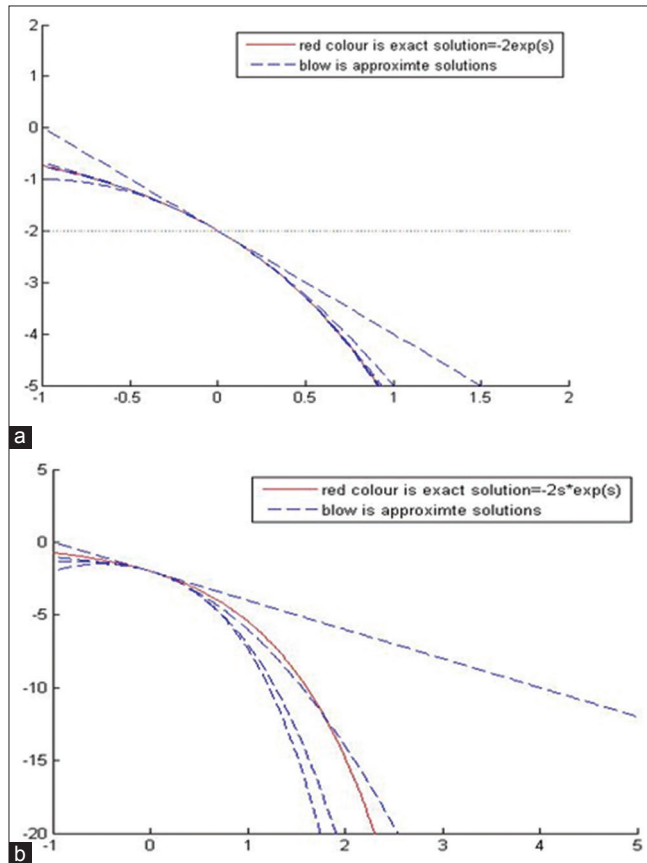 2
1
0
-1
-2
-3
-4
-5
-1 -0.5 0 0.5 1 1.5 2
red colour is exact solution=-2exp(s)
blow is approximte solutions
a
5
0
-5
-10
-15
-20
-1 0 1 2 3 4 5
red colour is exact solution=-2s*exp(s)
blow is approximte solutions
b